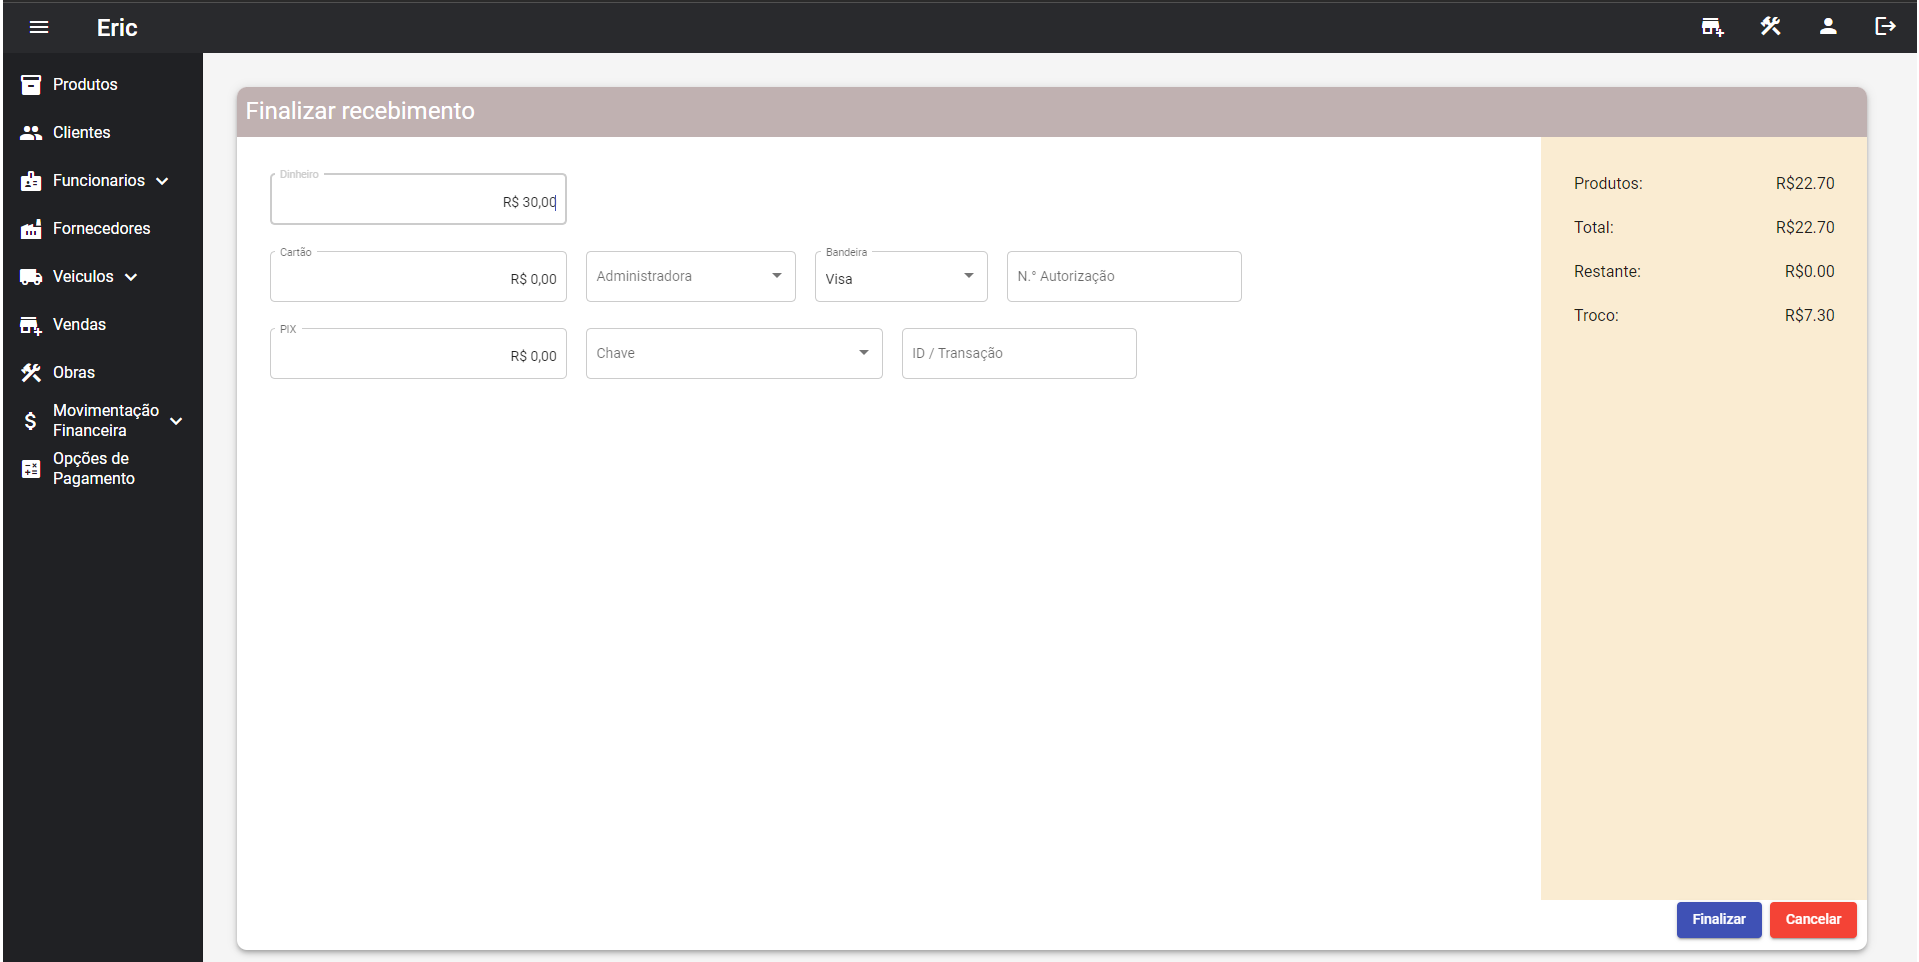 Eric
Produtos
Clientes
Funcionarios
Fornecedores
Veiculos
Vendas
Obras
Movimentação
Financeira
Opções de
Pagamento
Finalizar recebimento
Dinheiro
R$ 30,00
Cartão
R$ 0,00
Administradora
Bandeira
Visa
N.° Autorização
PIX
R$ 0,00
Chave
ID / Transação
Produtos: R$22.70
Total: R$22.70
Restante: R$0.00
Troco: R$7.30
Finalizar
Cancelar